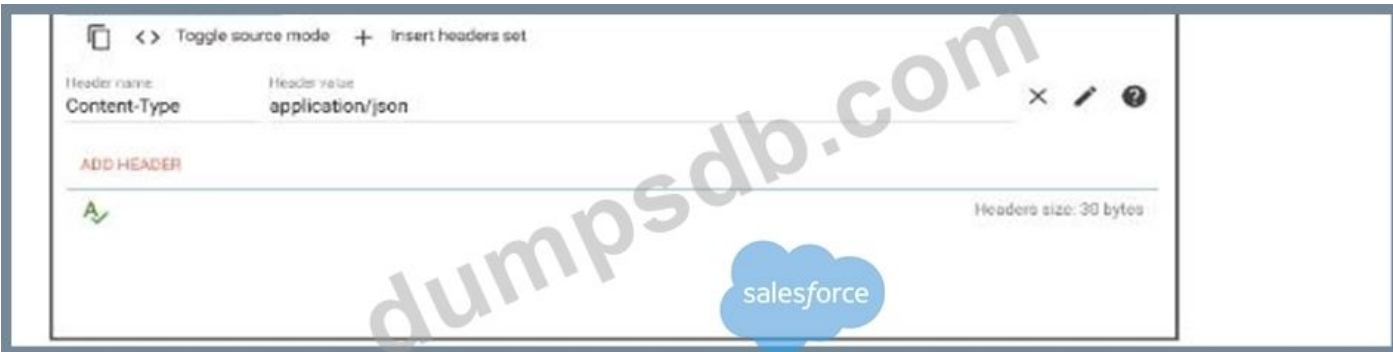 <> Toggle source mode + Insert headers set
Header name Header value
Content-Type application/json
ADD HEADER
A
Headers size: 30 bytes
dumpsdb.com
salesforce